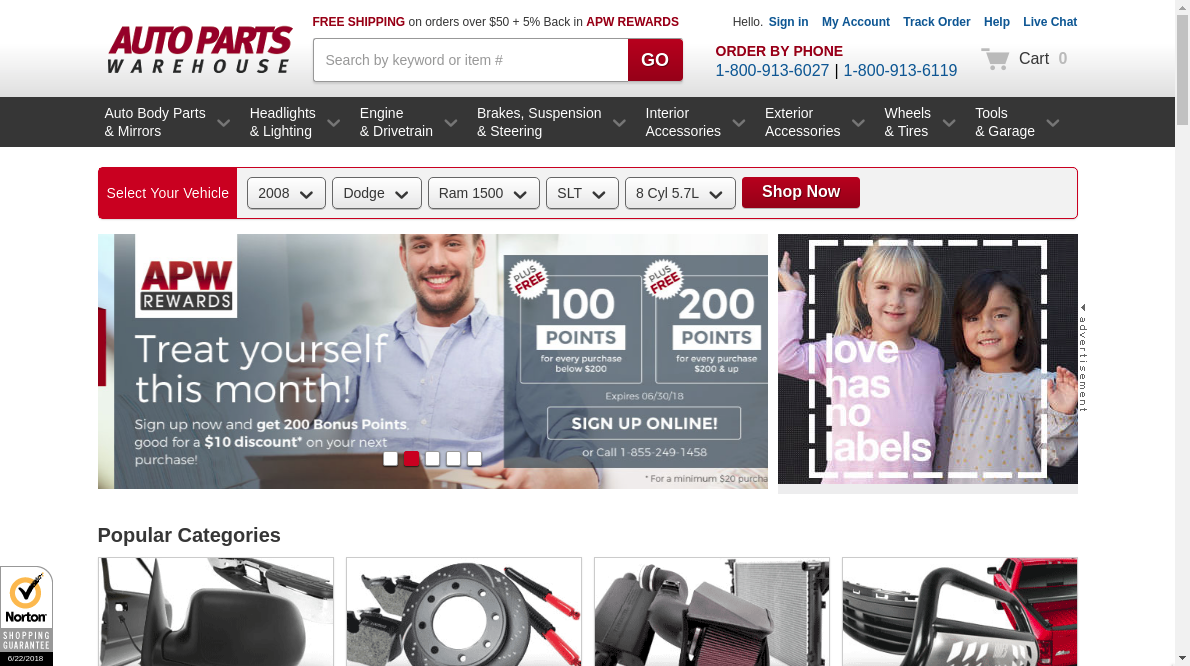 AUTO PARTS
WAREHOUSE
FREE SHIPPING on orders over $50 + 5% Back in APW REWARDS
Hello. Sign in My Account Track Order Help Live Chat
Search by keyword or item #
GO
ORDER BY PHONE
1-800-913-6027 | 1-800-913-6119
Cart 0
Auto Body Parts
& Mirrors
Headlights
& Lighting
Engine
& Drivetrain
Brakes, Suspension
& Steering
Interior
Accessories
Exterior
Accessories
Wheels
& Tires
Tools
& Garage
Select Your Vehicle
2008
Dodge
Ram 1500
SLT
8 Cyl 5.7L
Shop Now
APW
REWARDS
Treat yourself
this month!
Sign up now and get 200 Bonus Points,
good for a $10 discount* on your next
purchase!
PLUS
FREE
100
POINTS
for every purchase
below $200
PLUS
FREE
200
POINTS
for every purchase
$200 & up
Expires 06/30/18
SIGN UP ONLINE!
or Call 1-855-249-1458
* For a minimum $20 purcha
love
has
no
labels
advertisement
Popular Categories
Norton
SHOPPING
GUARANTEE
6/22/2018